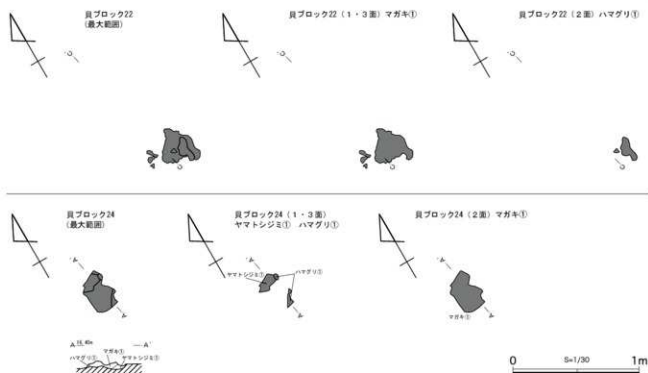 貝ブロック22
(最大範囲)
貝ブロック22(1・3面)マガキ①
貝ブロック22(2面)ハマグリ①
貝ブロック24
(最大範囲)
貝ブロック24(1・3面)
ヤマトシジミ① ハマグリ①
貝ブロック24(2面)マガキ①
ヤマトシジミ①
ハマグリ①
マガキ①
A
A'
A
A'
A
A'
A 16.40m A'
マガキ①
ハマグリ① ヤマトシジミ①
0 S=1/30 1m